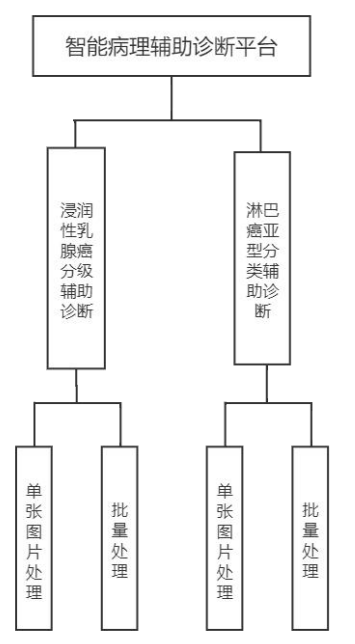 智能病理辅助诊断平台
浸润
性乳
腺癌
分级
辅助
诊断
淋巴
癌亚
型分
类辅
助诊
断
单
张
图
片
处
理
批
量
处
理
单
张
图
片
处
理
批
量
处
理